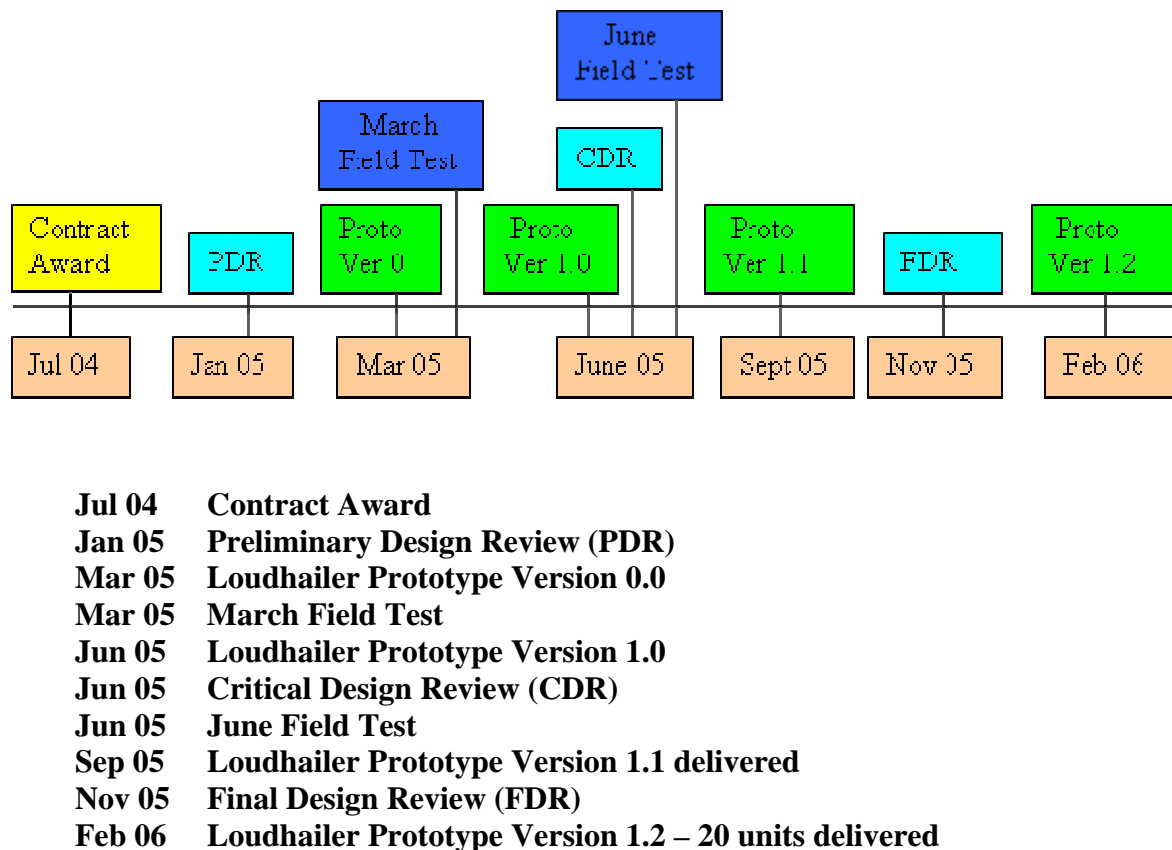 June
Field Test
March
Field Test
CDR
Contract
Award
PDR
Proto
Ver 0
Proto
Ver 1.0
Proto
Ver 1.1
FDR
Proto
Ver 1.2
Jul 04
Jan 05
Mar 05
June 05
Sept 05
Nov 05
Feb 06
Jul 04 Contract Award
Jan 05 Preliminary Design Review (PDR)
Mar 05 Loudhailer Prototype Version 0.0
Mar 05 March Field Test
Jun 05 Loudhailer Prototype Version 1.0
Jun 05 Critical Design Review (CDR)
Jun 05 June Field Test
Sep 05 Loudhailer Prototype Version 1.1 delivered
Nov 05 Final Design Review (FDR)
Feb 06 Loudhailer Prototype Version 1.2 – 20 units delivered